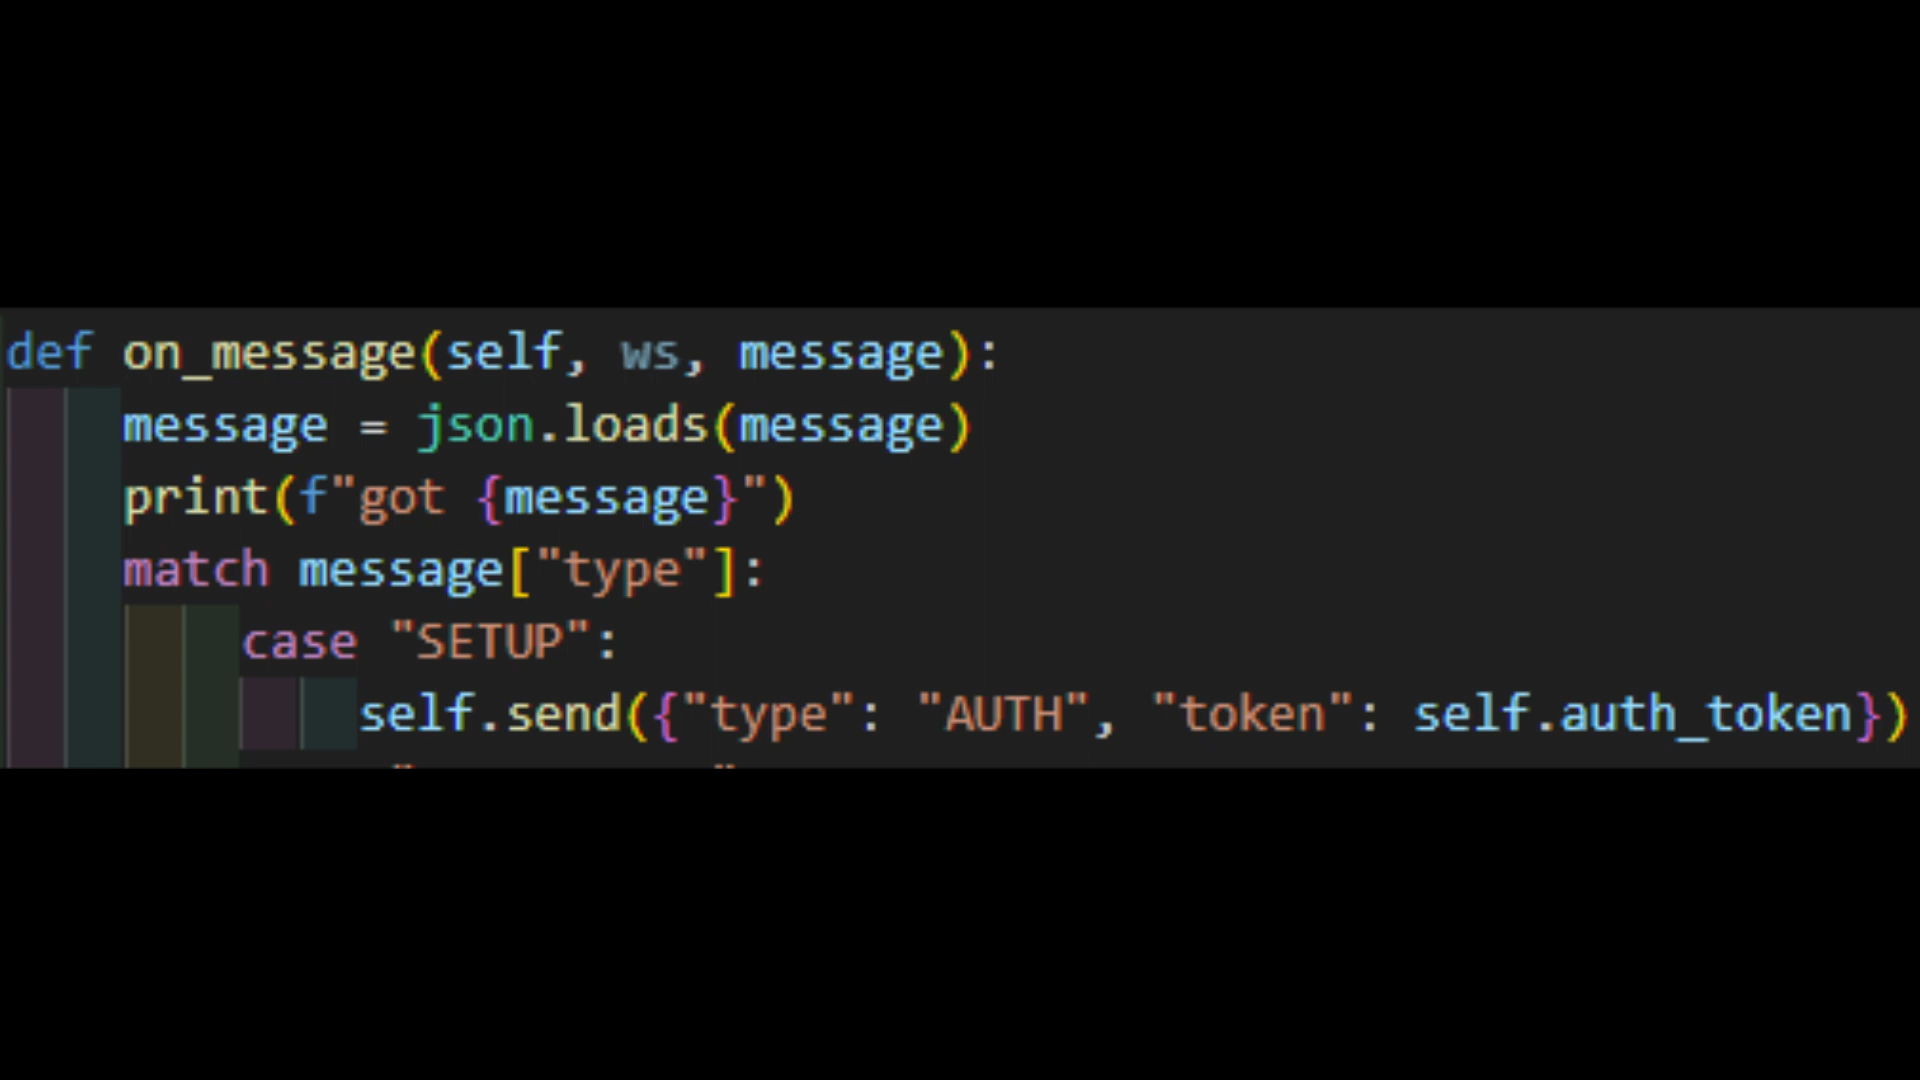 def on_message(self, ws, message):
message = json.loads(message)
print(f"got {message}")
match message["type"]:
case "SETUP":
self.send({"type": "AUTH", "token": self.auth_token})